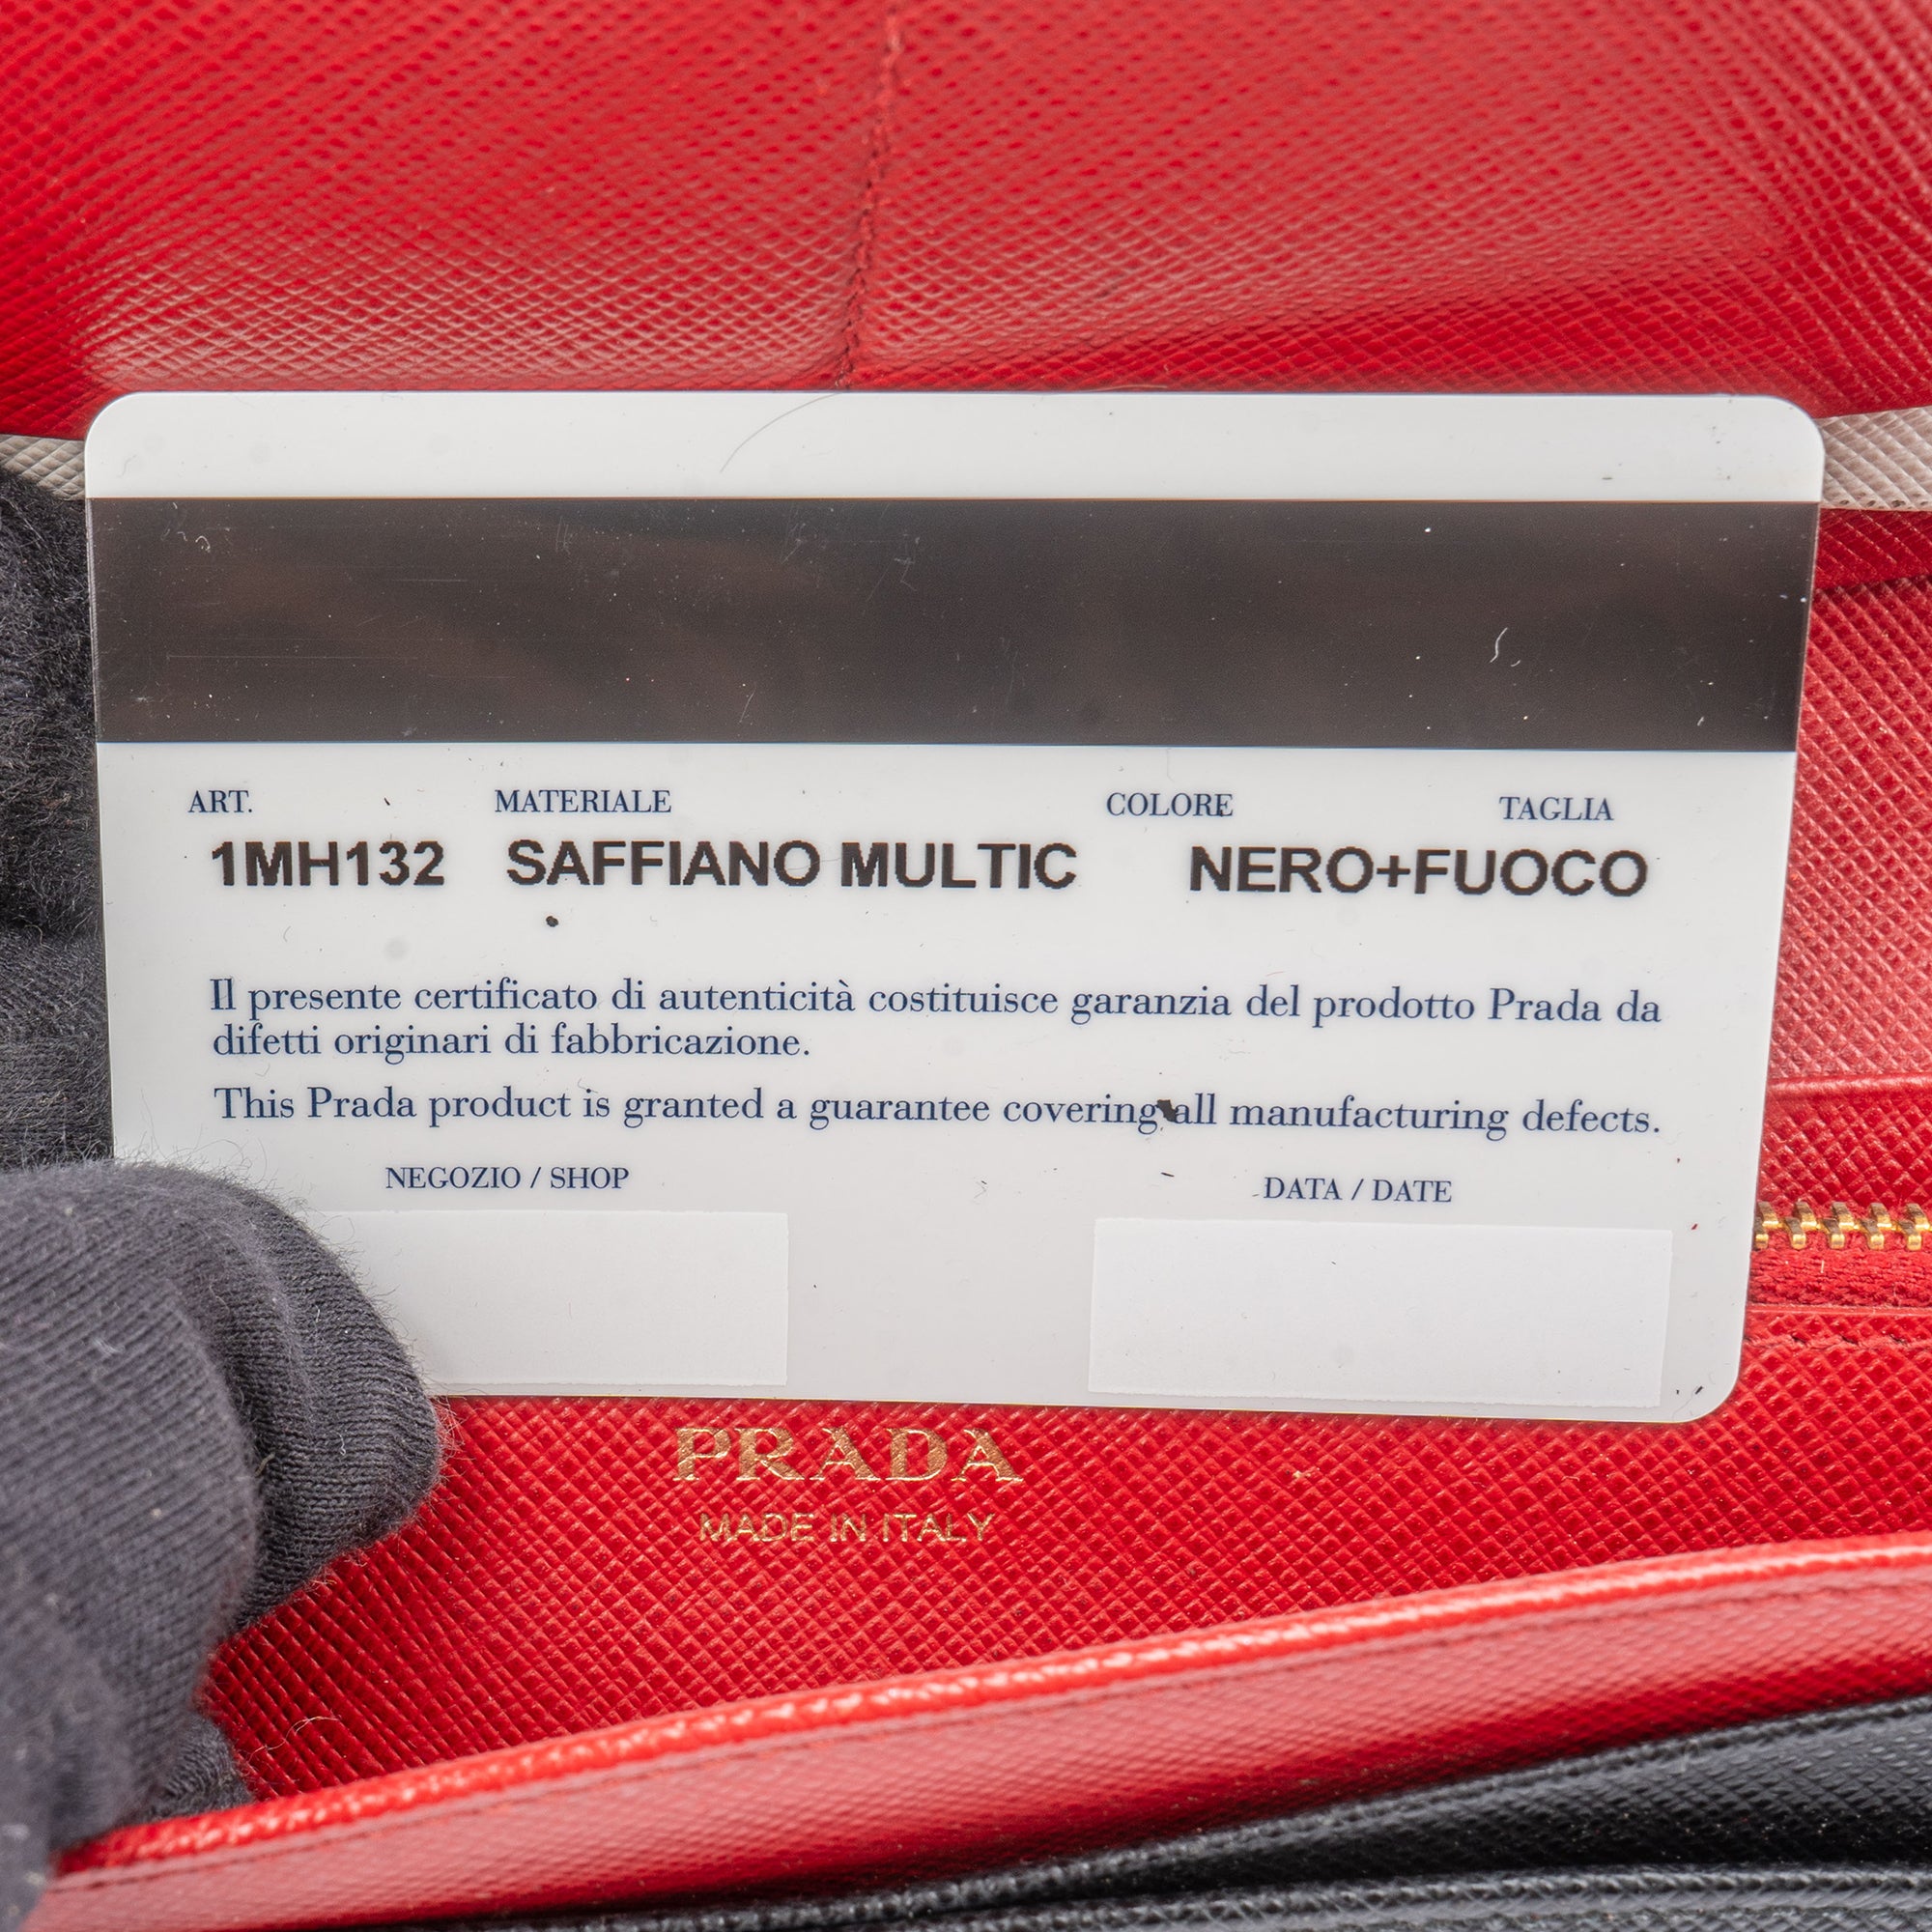 ART. MATERIALE COLORE TAGLIA
1MH132 SAFFIANO MULTIC NERO+FUOCO
Il presente certificato di autenticità costituisce garanzia del prodotto Prada da
difetti originari di fabbricazione.
This Prada product is granted a guarantee covering all manufacturing defects.
NEGOZIO / SHOP DATA / DATE
PRADA
MADE IN ITALY